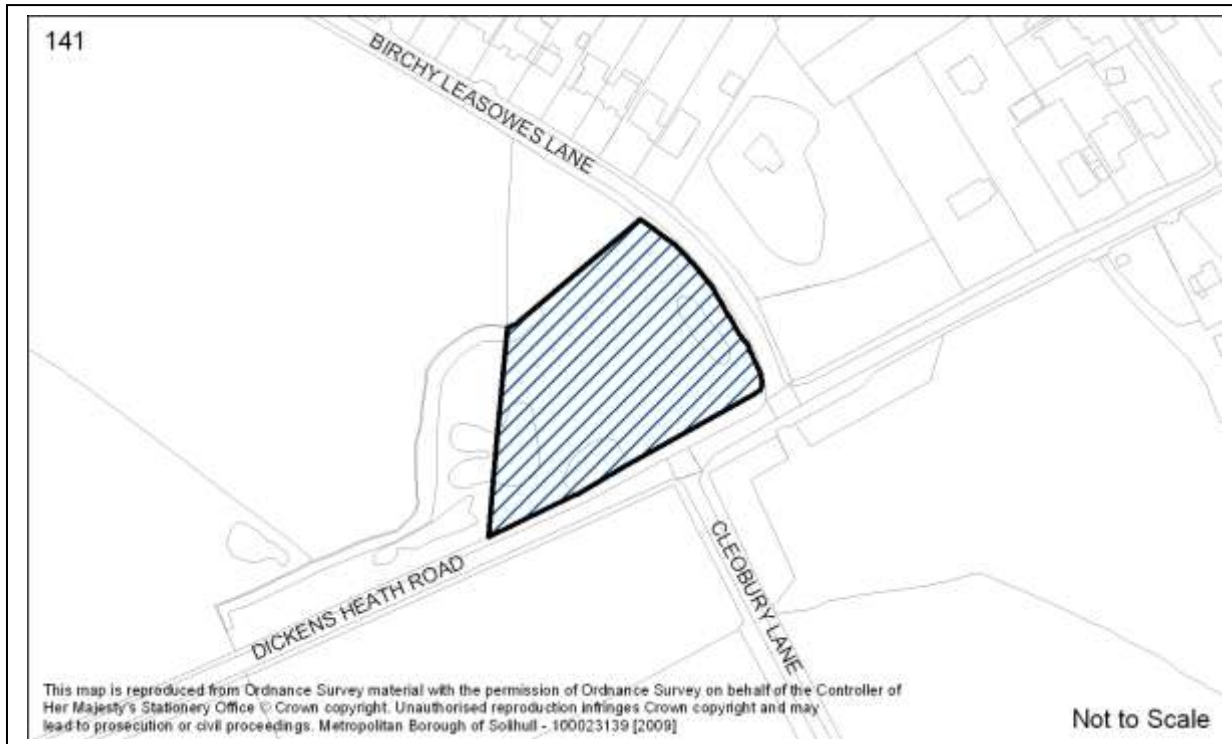 141
BIRCHY LEASOWES LANE
DICKENS HEATH ROAD
CLEOBURY LANE
This map is reproduced from Ordnance Survey material with the permission of Ordnance Survey on behalf of the Controller of
Her Majesty's Stationery Office © Crown copyright. Unauthorised reproduction infringes Crown copyright and may
lead to prosecution or civil proceedings. Metropolitan Borough of Solihull - 100023139 [2009]
Not to Scale